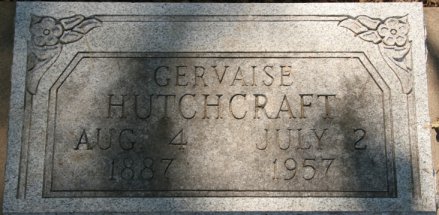 GERVAISE
HUTCHCRAFT
AUG. 4 JULY 2
1887 1957